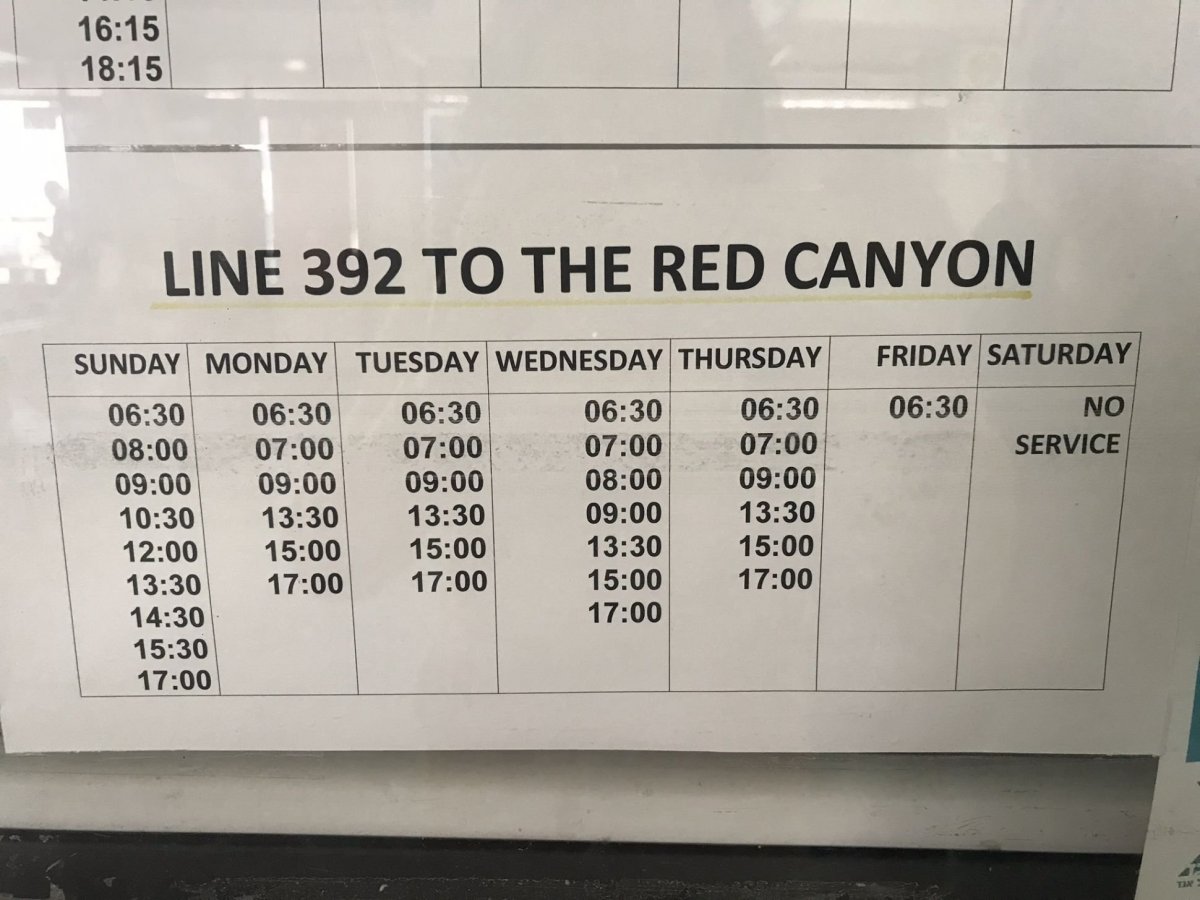 16:15
18:15
LINE 392 TO THE RED CANYON
SUNDAY MONDAY TUESDAY WEDNESDAY THURSDAY FRIDAY SATURDAY
06:30 06:30 06:30 06:30 06:30 06:30 NO
08:00 07:00 07:00 07:00 07:00 SERVICE
09:00 09:00 09:00 08:00 09:00
10:30 13:30 13:30 09:00 13:30
12:00 15:00 15:00 13:30 15:00
13:30 17:00 17:00 15:00 17:00
14:30 17:00
15:30
17:00